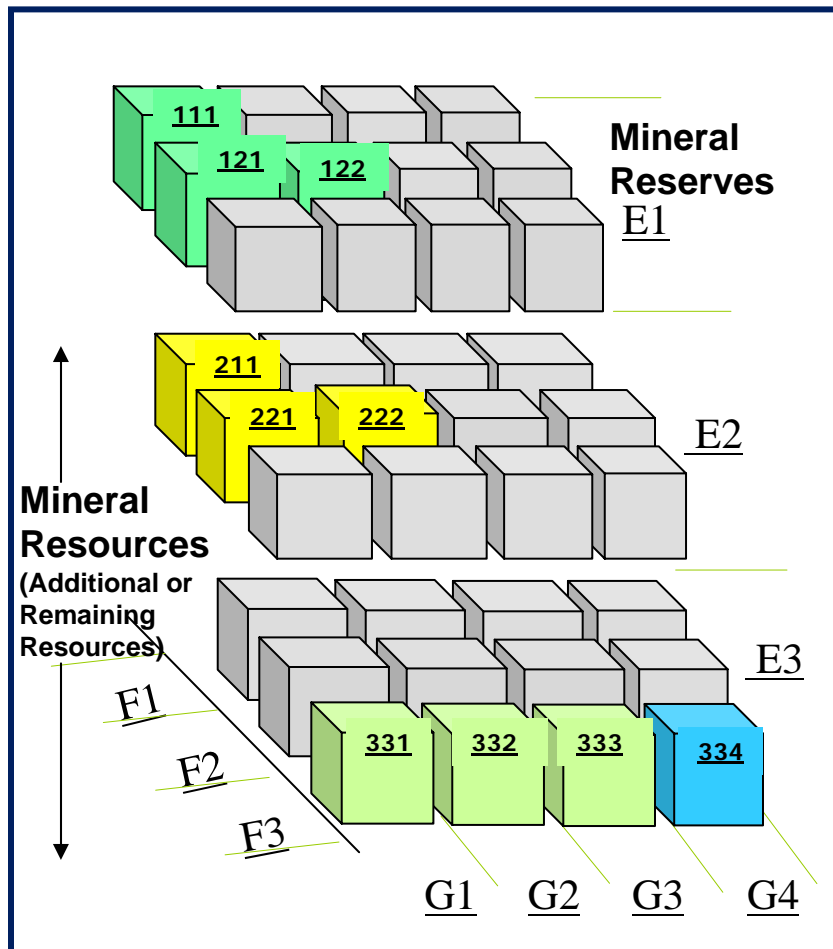 111
121
122
Mineral
Reserves
E1
211
221
222
E2
Mineral
Resources
(Additional or
Remaining
Resources)
E3
F1
F2
F3
331
332
333
334
G1
G2
G3
G4